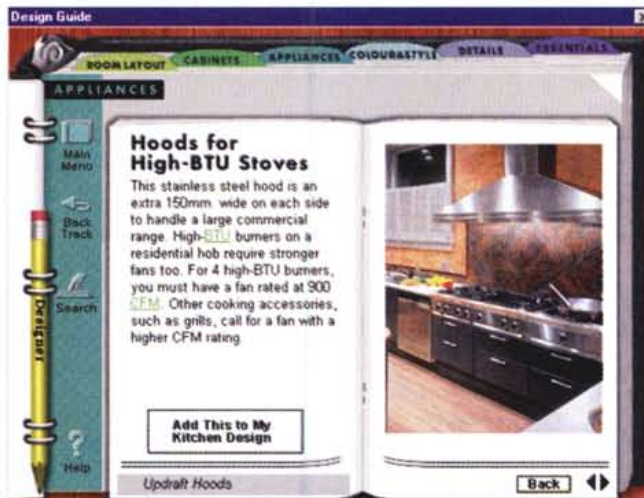 Design Guide
ROOM LAYOUT CABINETS APPLIANCES COLOUR&STYLE DETAILS ESSENTIALS
APPLIANCES
Main
Menu
Back
Track
Search
Designer
Help
Hoods for
High-BTU Stoves
This stainless steel hood is an
extra 150mm. wide on each side
to handle a large commercial
range. High-BTU burners on a
residential hob require stronger
fans too. For 4 high-BTU burners,
you must have a fan rated at 900
CFM. Other cooking accessories,
such as grills, call for a fan with a
higher CFM rating.
Add This to My
Kitchen Design
Updraft Hoods
Back